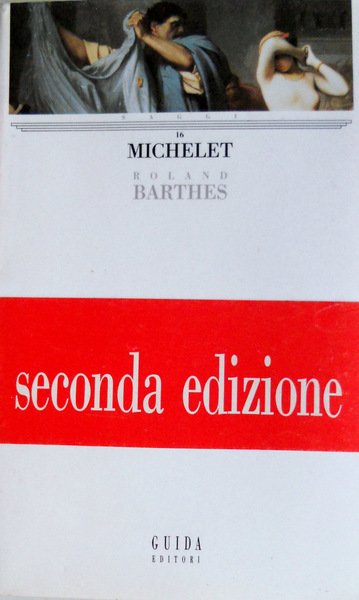 SAGGI
16
MICHELET
ROLAND
BARTHES
seconda edizione
GUIDA
EDITORI